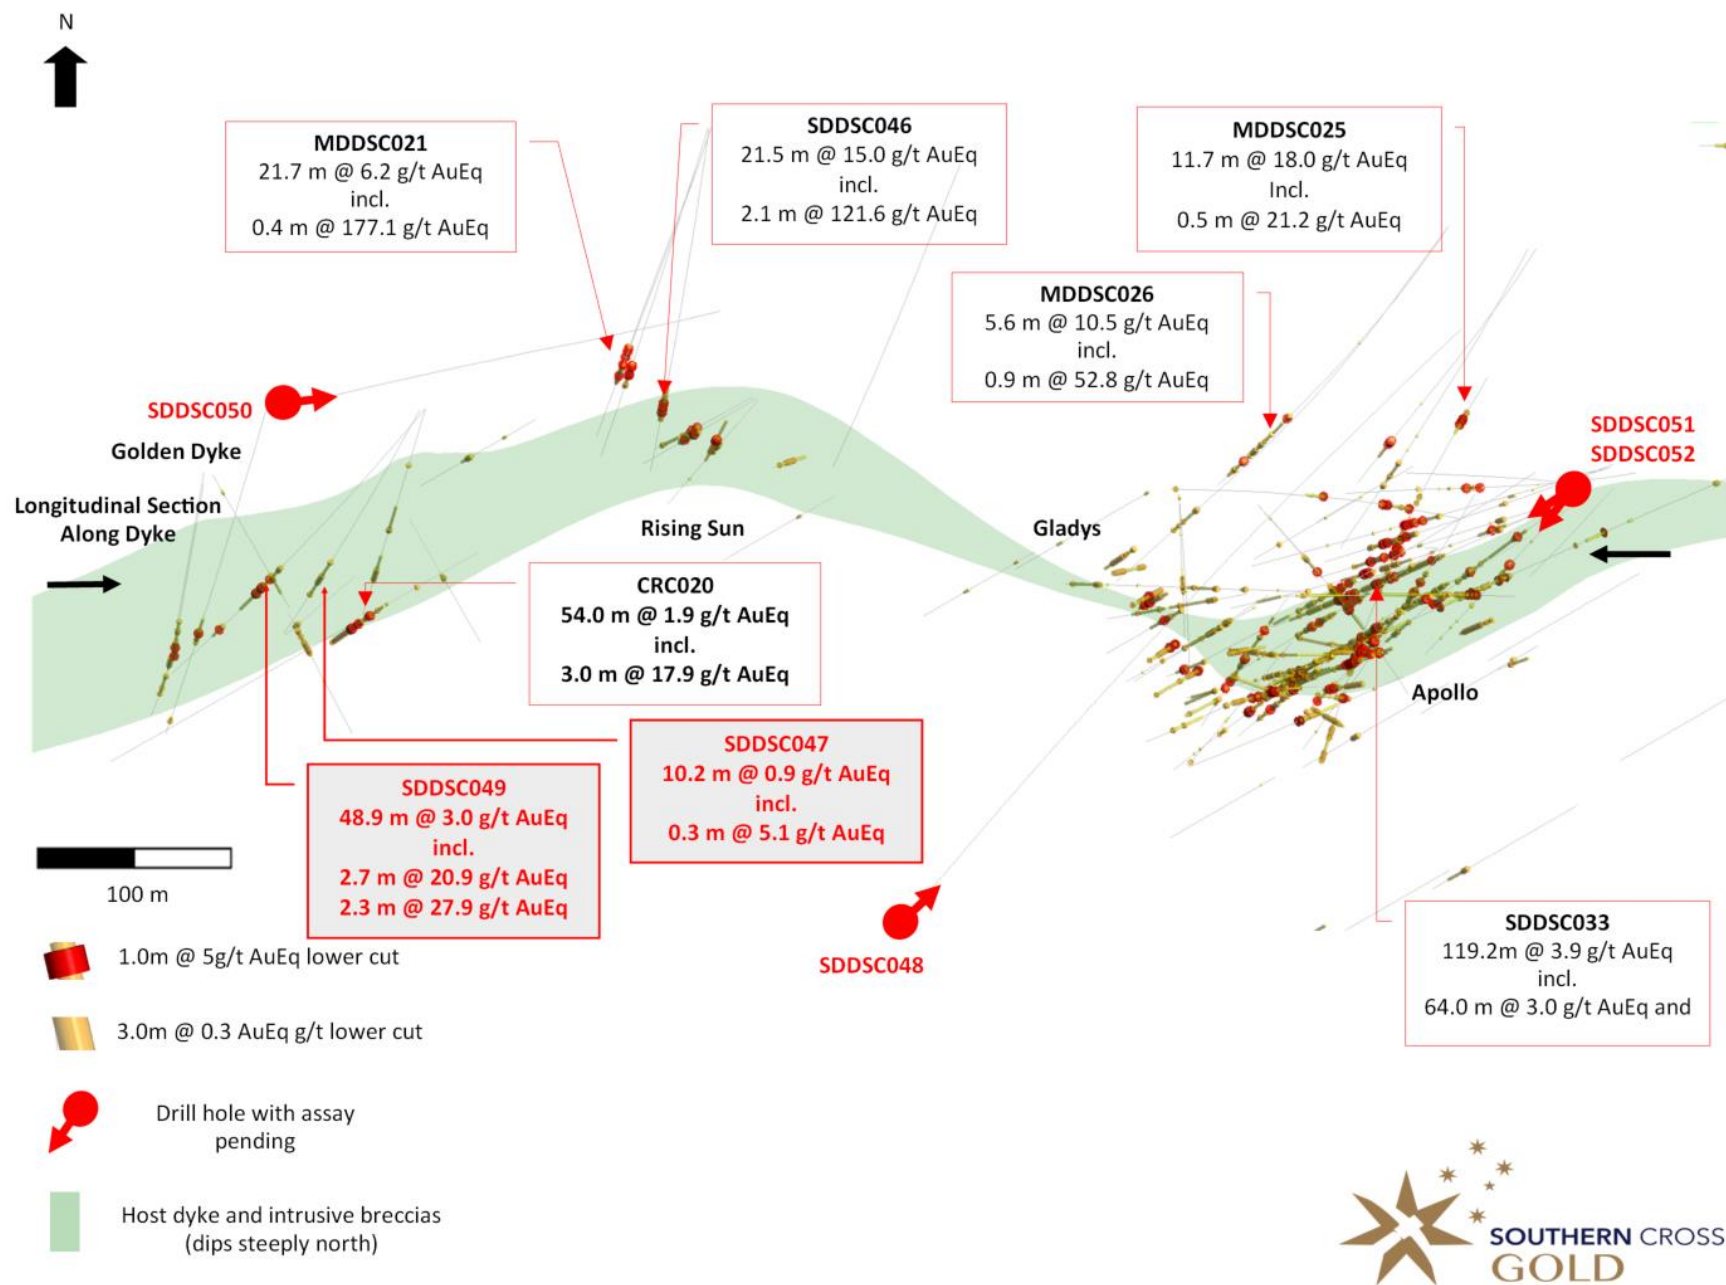 N
MDDSC021
21.7 m @ 6.2 g/t AuEq
incl.
0.4 m @ 177.1 g/t AuEq
SDDSC046
21.5 m @ 15.0 g/t AuEq
incl.
2.1 m @ 121.6 g/t AuEq
MDDSC025
11.7 m @ 18.0 g/t AuEq
Incl.
0.5 m @ 21.2 g/t AuEq
MDDSC026
5.6 m @ 10.5 g/t AuEq
incl.
0.9 m @ 52.8 g/t AuEq
SDDSC050
Golden Dyke
Longitudinal Section
Along Dyke
Rising Sun
Gladys
SDDSC051
SDDSC052
CRC020
54.0 m @ 1.9 g/t AuEq
incl.
3.0 m @ 17.9 g/t AuEq
Apollo
SDDSC047
10.2 m @ 0.9 g/t AuEq
incl.
0.3 m @ 5.1 g/t AuEq
SDDSC049
48.9 m @ 3.0 g/t AuEq
incl.
2.7 m @ 20.9 g/t AuEq
2.3 m @ 27.9 g/t AuEq
100 m
SDDSC048
SDDSC033
119.2m @ 3.9 g/t AuEq
incl.
64.0 m @ 3.0 g/t AuEq and
1.0m @ 5g/t AuEq lower cut
3.0m @ 0.3 AuEq g/t lower cut
Drill hole with assay
pending
Host dyke and intrusive breccias
(dips steeply north)
SOUTHERN CROSS
GOLD